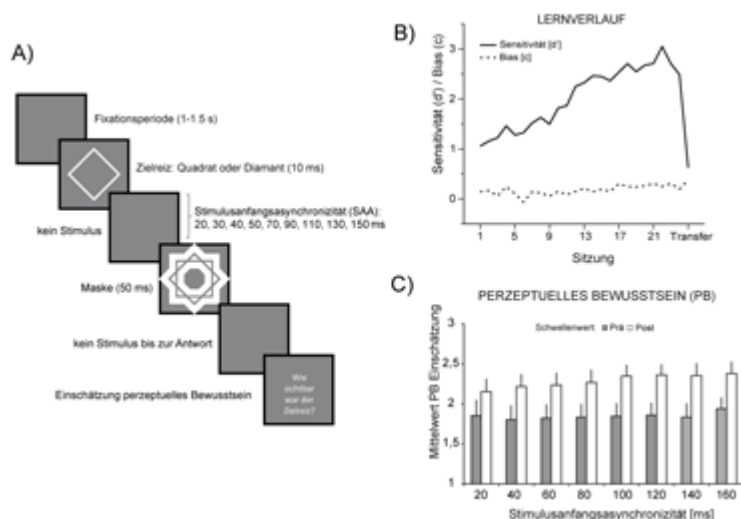 A)
Fixationsperiode (1-1.5 s)
Zielreiz: Quadrat oder Diamant (10 ms)
kein Stimulus
Stimulusanfangsasynchronizität (SAA):
20, 30, 40, 50, 70, 90, 110, 130, 150 ms
Maske (50 ms)
kein Stimulus bis zur Antwort
Einschätzung perzeptuelles Bewusstsein
Wie
sichtbar
war der
Zielreiz?
B)
LERNVERLAUF
Sensitivität [d']
Bias [c]
Sensitivität (d') / Bias (c)
3
2
1
0
1 5 9 13 17 21 Transfer
Sitzung
C)
PERZEPTUELLES BEWUSSTSEIN (PB)
Schwellenwert: Prä Post
Mittelwert PB Einschätzung
3
2,5
2
1,5
1
20 40 60 80 100 120 140 160
Stimulusanfangsasynchronizität [ms]